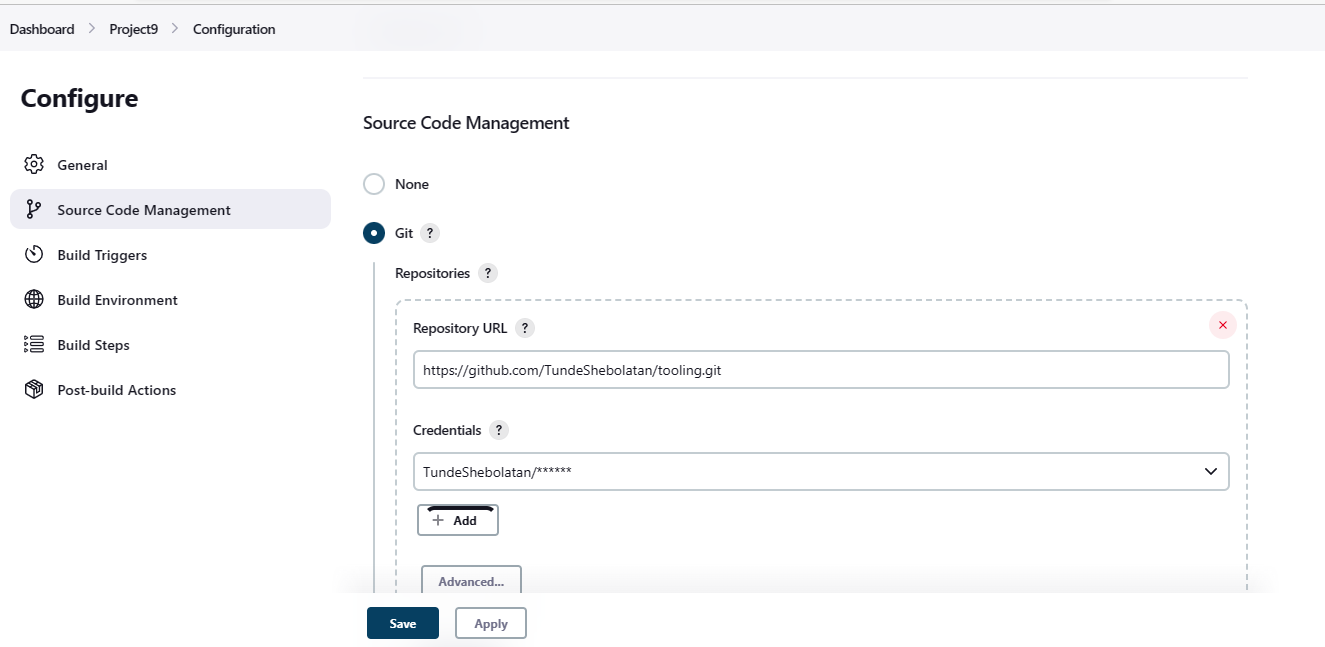 Dashboard > Project9 > Configuration
Configure
General
Source Code Management
Build Triggers
Build Environment
Build Steps
Post-build Actions
Source Code Management
None
Git ?
Repositories ?
Repository URL ?
https://github.com/TundeShebolatan/tooling.git
Credentials ?
TundeShebolatan/******
+ Add
Advanced...
Save Apply